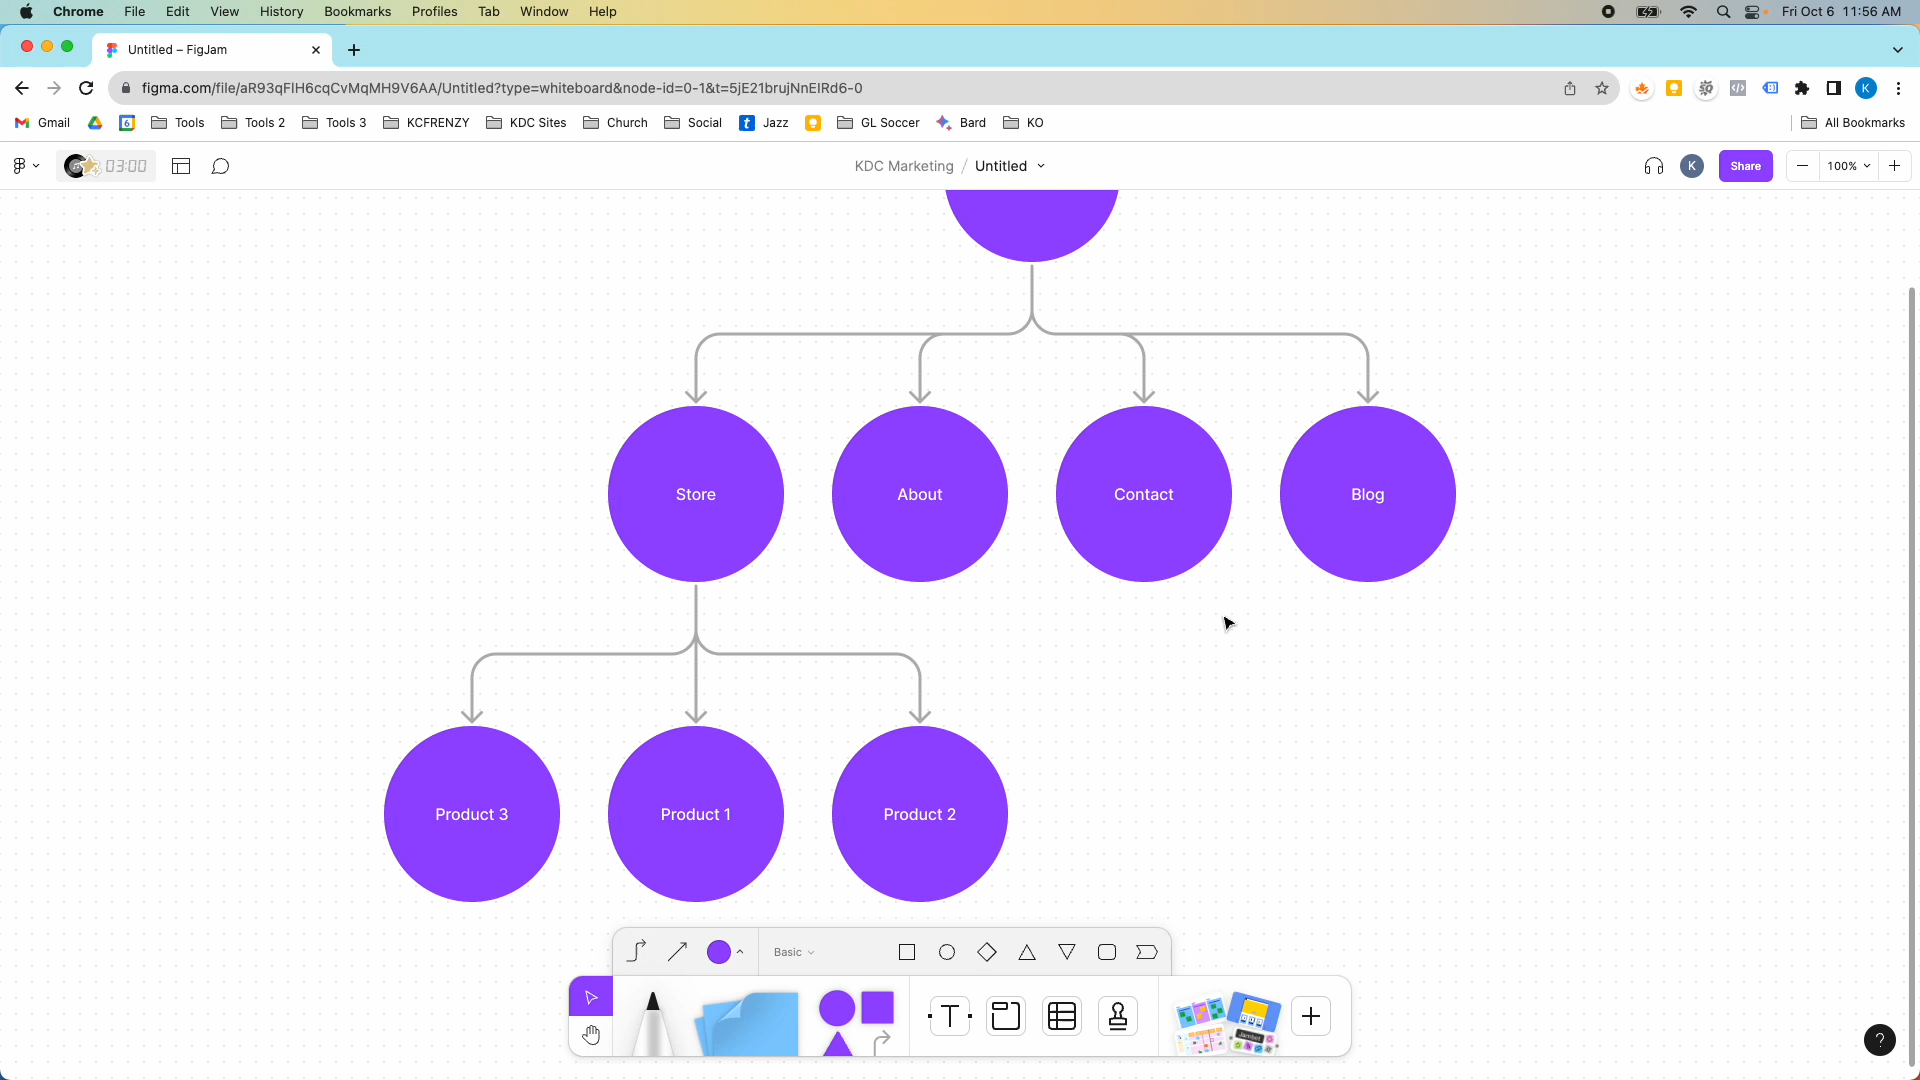 Chrome File Edit View History Bookmarks Profiles Tab Window Help Fri Oct 6 11:56 AM
Untitled – FigJam
figma.com/file/aR93qFIH6cqCvMqMH9V6AA/Untitled?type=whiteboard&node-id=0-1&t=5jE21brujNnEIRd6-0
K
Gmail 6 Tools Tools 2 Tools 3 KCFRENZY KDC Sites Church Social t Jazz GL Soccer Bard KO All Bookmarks
03:00 KDC Marketing / Untitled K Share 100%
Store About Contact Blog
Product 3 Product 1 Product 2
Basic
T
?